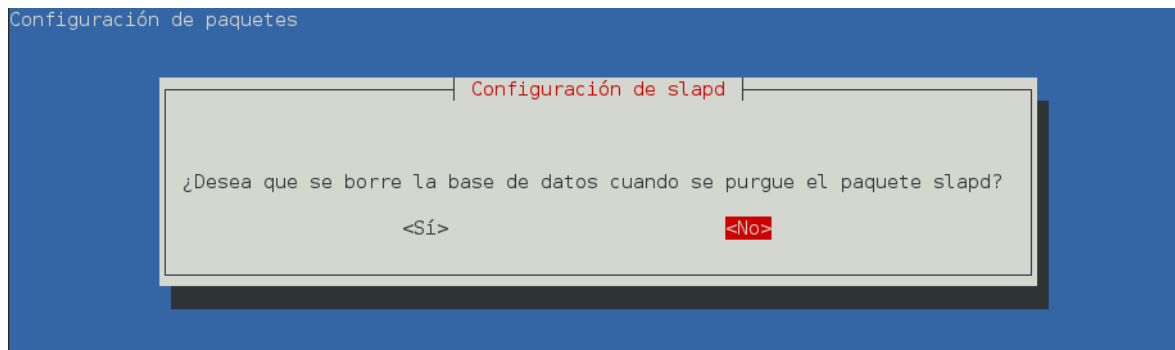 Configuración de paquetes
Configuración de slapd
¿Desea que se borre la base de datos cuando se purgue el paquete slapd?
<Sí> <No>